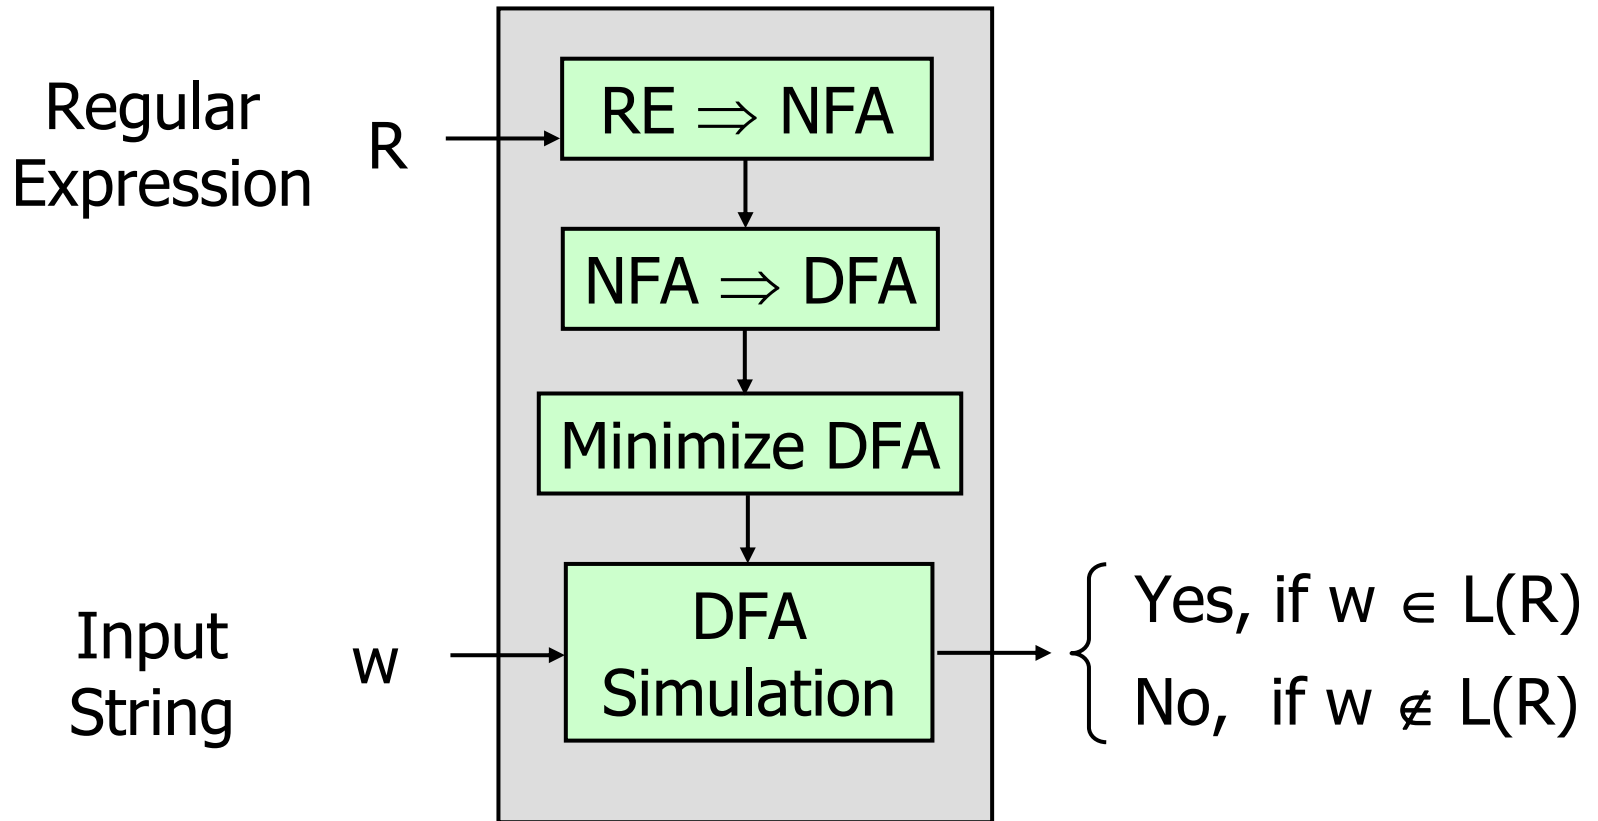 Regular
Expression
R
RE ⇒ NFA
NFA ⇒ DFA
Minimize DFA
Input
String
w
DFA
Simulation
Yes, if w ∈ L(R)
No, if w ∉ L(R)